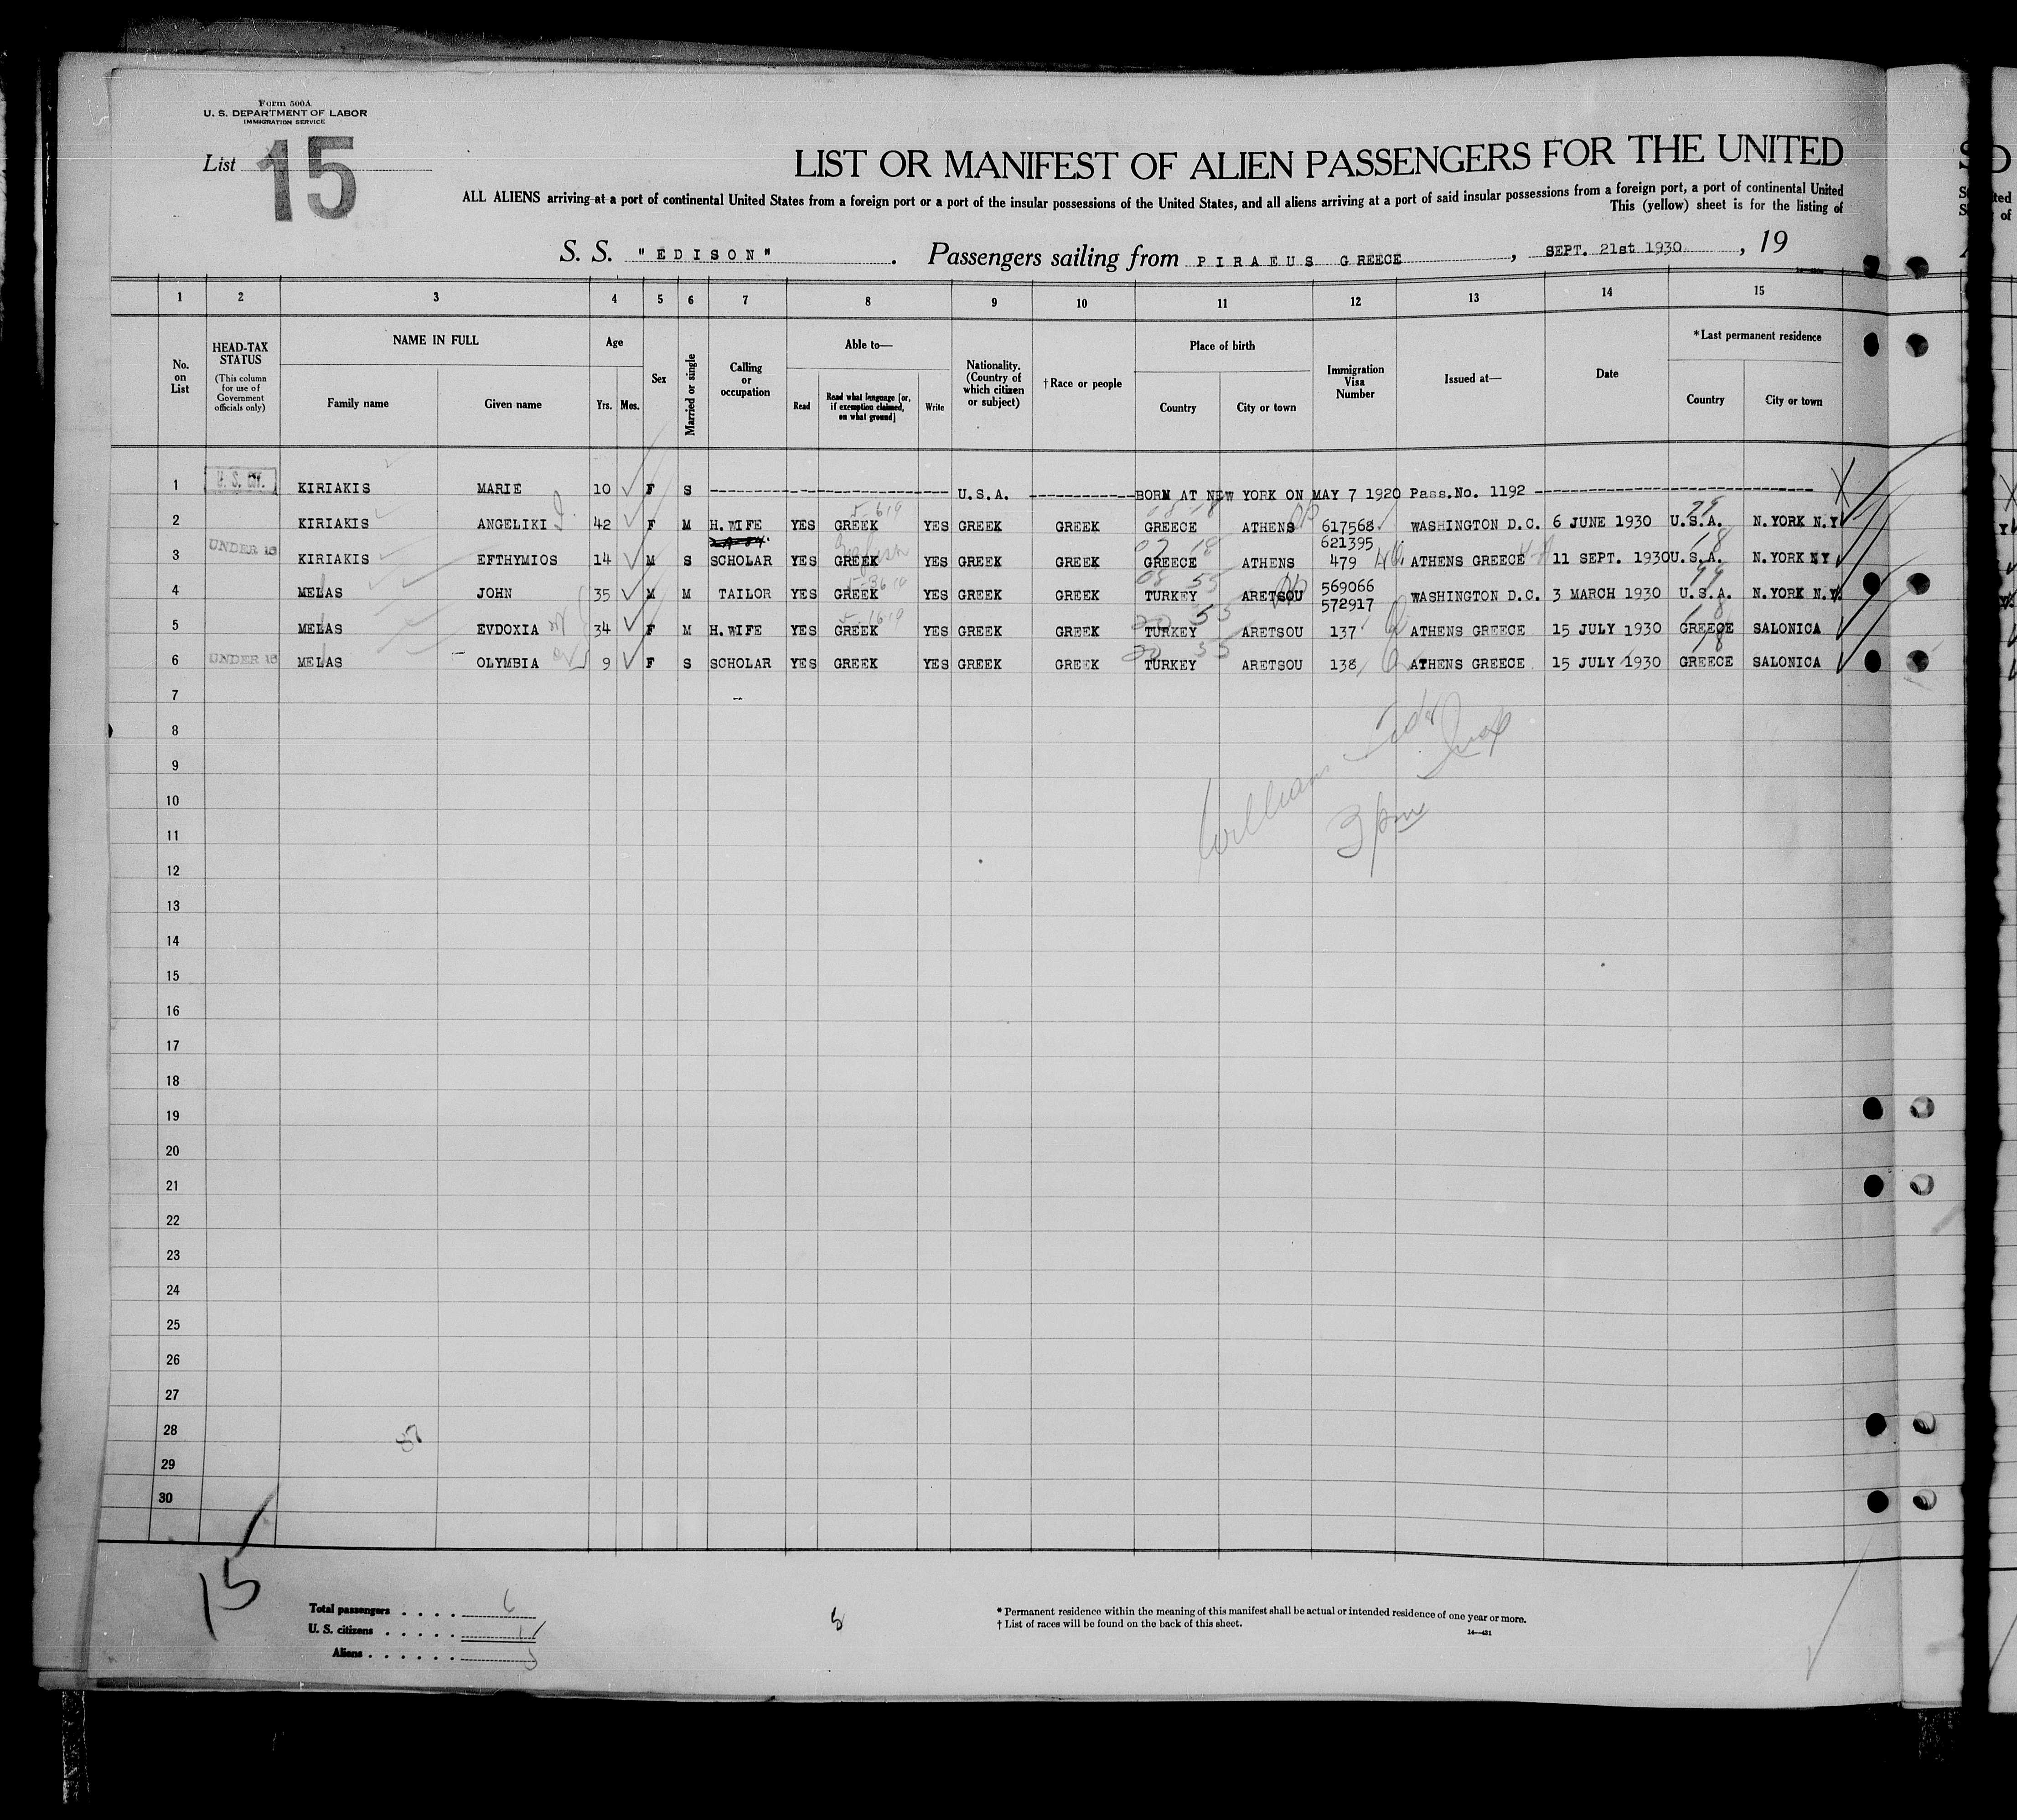 Form 500A
U. S. DEPARTMENT OF LABOR
IMMIGRATION SERVICE
List 15
LIST OR MANIFEST OF ALIEN PASSENGERS FOR THE UNITED
ALL ALIENS arriving at a port of continental United States from a foreign port or a port of the insular possessions of the United States, and all aliens arriving at a port of said insular possessions from a foreign port, a port of continental United
This (yellow) sheet is for the listing of
S. S. "EDISON" . Passengers sailing from PIRAEUS GREECE , SEPT. 21st 1930 , 19
1 2 3 4 5 6 7 8 9 10 11 12 13 14 15
No. on List
HEAD-TAX STATUS (This column for use of Government officials only)
NAME IN FULL
Family name Given name
Age
Yrs. Mos.
Sex
Married or single
Calling or occupation
Able to—
Read Read what language [or, if exemption claimed, on what ground] Write
Nationality. (Country of which citizen or subject)
†Race or people
Place of birth
Country City or town
Immigration Visa Number
Issued at—
Date
*Last permanent residence
Country City or town
1 KIRIAKIS MARIE 10 F S U.S.A. BORN AT NEW YORK ON MAY 7 1920 Pass.No. 1192
2 KIRIAKIS ANGELIKI 42 F M H.WIFE YES GREEK YES GREEK GREEK GREECE ATHENS 617568 WASHINGTON D.C. 6 JUNE 1930 U.S.A. N.YORK N.Y
621395
UNDER 16
3 KIRIAKIS EFTHYMIOS 14 M S SCHOLAR YES GREEK English YES GREEK GREEK GREECE ATHENS 479 ATHENS GREECE 11 SEPT. 1930 U.S.A. N.YORK NY
4 MELAS JOHN 35 M M TAILOR YES GREEK YES GREEK GREEK TURKEY ARETSOU 569066 WASHINGTON D.C. 3 MARCH 1930 U.S.A. N.YORK N.Y.
572917
5 MELAS EVDOXIA 34 F M H.WIFE YES GREEK YES GREEK GREEK TURKEY ARETSOU 137 ATHENS GREECE 15 JULY 1930 GREECE SALONICA
6 UNDER 16 MELAS OLYMBIA 9 F S SCHOLAR YES GREEK YES GREEK GREEK TURKEY ARETSOU 138 ATHENS GREECE 15 JULY 1930 GREECE SALONICA
7
8
9
10
William
3 pm
11
12
13
14
15
16
17
18
19
20
21
22
23
24
25
26
27
28
29
30
15
Total passengers . . . . 6
U. S. citizens . . . . . 1
Aliens . . . . . . 5
* Permanent residence within the meaning of this manifest shall be actual or intended residence of one year or more.
† List of races will be found on the back of this sheet.
14—431